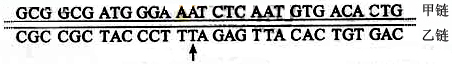 GCG GCG ATG GGA AAT CTC AAT GTG ACA CTG 甲链
CGC CGC TAC CCT TTA GAG TTA CAC TGT GAC 乙链